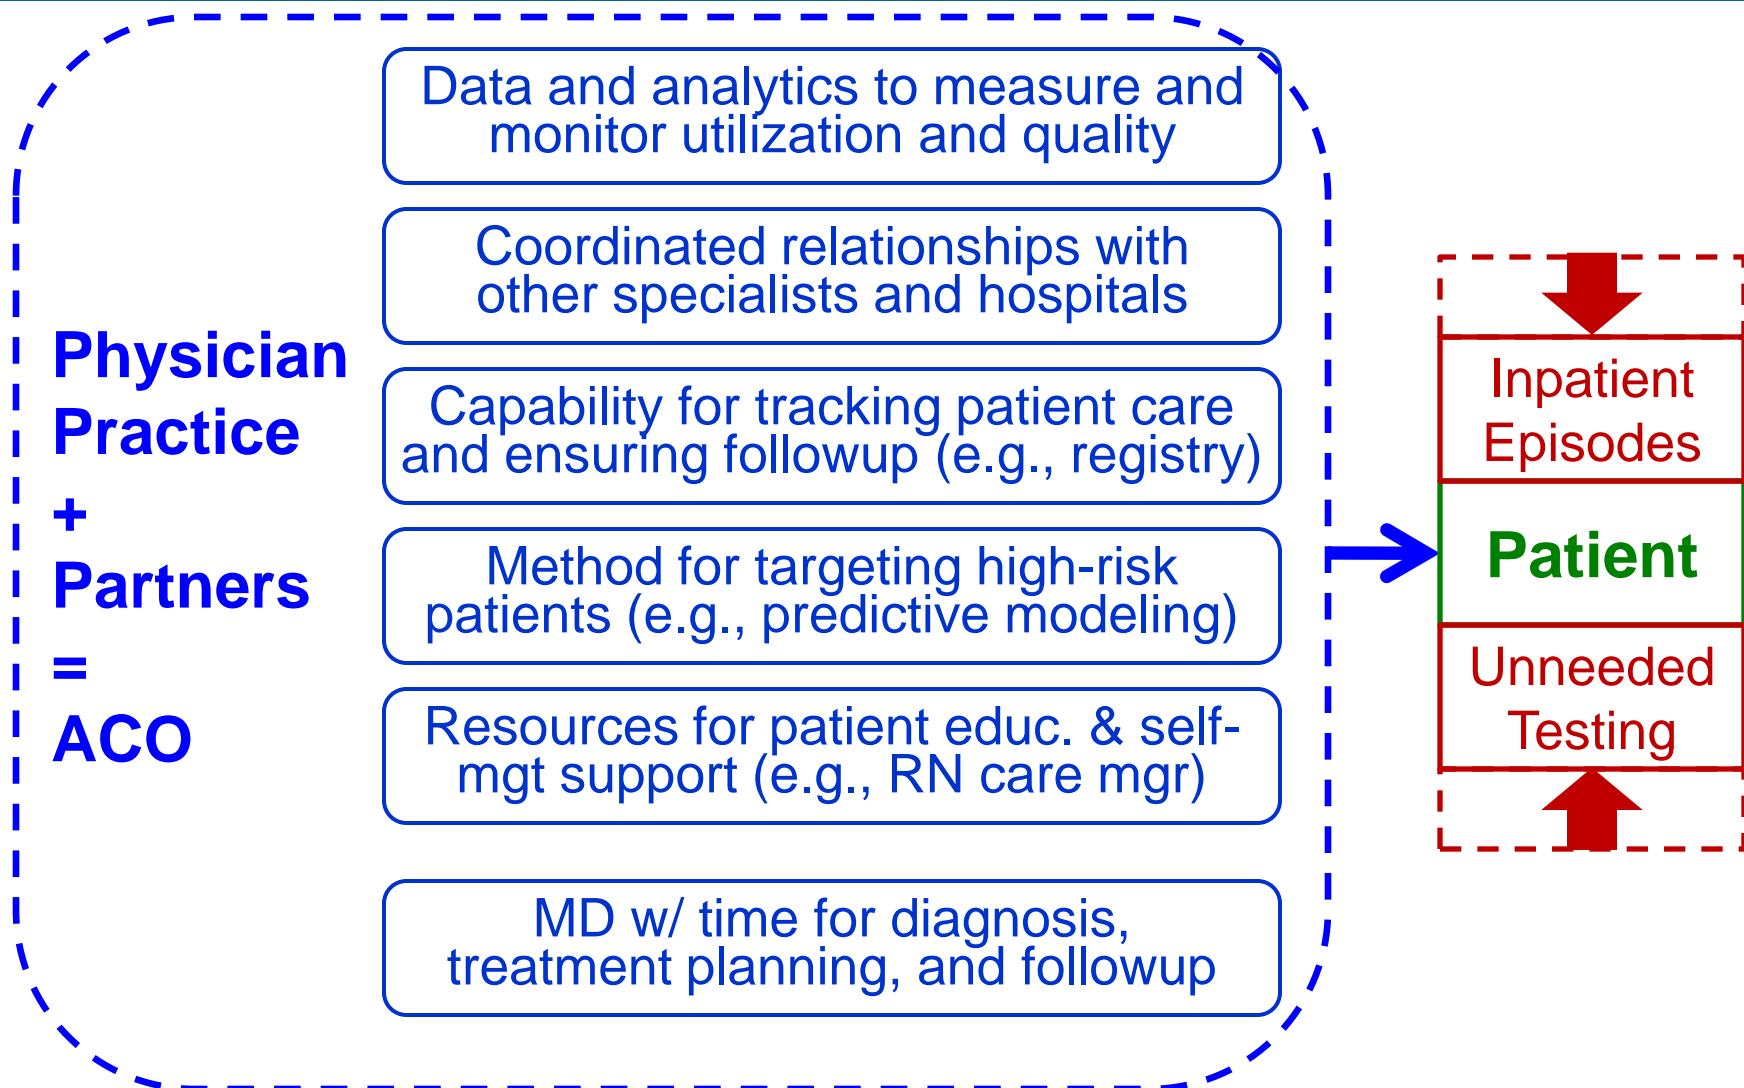 Physician
Practice
+
Partners
=
ACO
Data and analytics to measure and
monitor utilization and quality
Coordinated relationships with
other specialists and hospitals
Capability for tracking patient care
and ensuring followup (e.g., registry)
Method for targeting high-risk
patients (e.g., predictive modeling)
Resources for patient educ. & self-
mgt support (e.g., RN care mgr)
MD w/ time for diagnosis,
treatment planning, and followup
Inpatient
Episodes
Patient
Unneeded
Testing